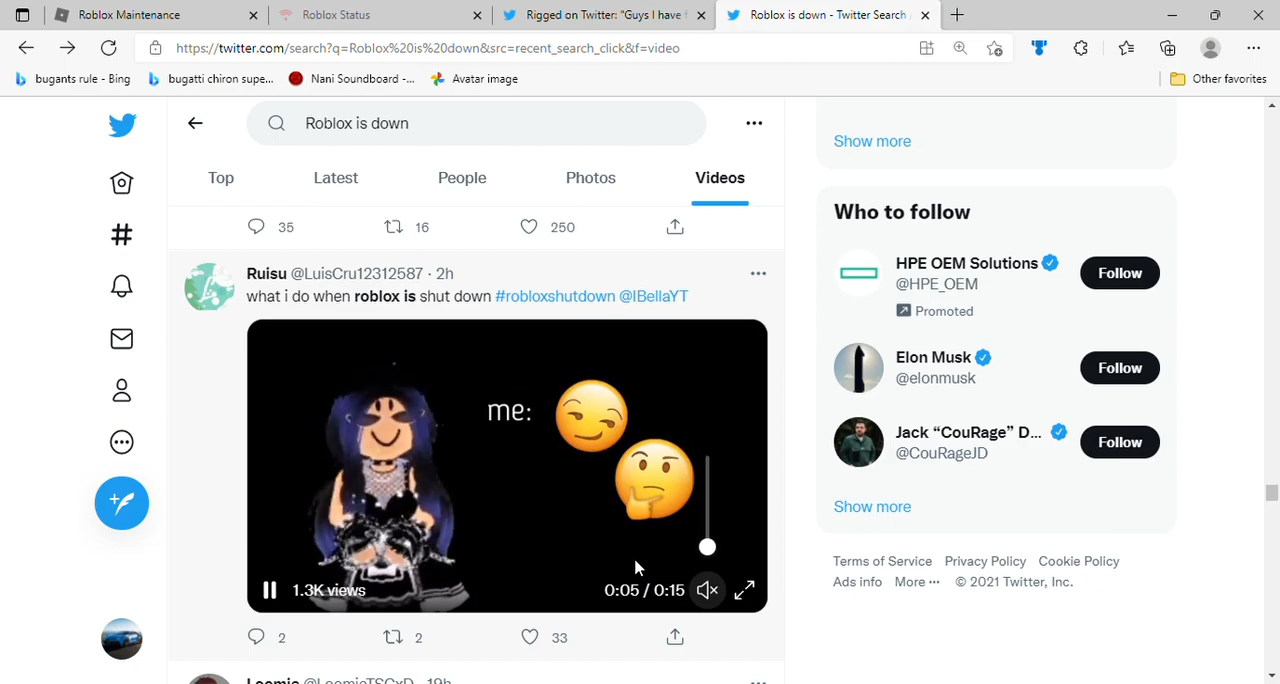 Roblox Maintenance
Roblox Status
Rigged on Twitter: "Guys I have f
Roblox is down - Twitter Search
https://twitter.com/search?q=Roblox%20is%20down&src=recent_search_click&f=video
bugants rule - Bing
bugatti chiron supe...
Nani Soundboard -...
Avatar image
Other favorites
Roblox is down
Top
Latest
People
Photos
Videos
35
16
250
Ruisu @LuisCru12312587 · 2h
what i do when roblox is shut down #robloxshutdown @IBellaYT
me:
1.3K views
0:05 / 0:15
2
2
33
Show more
Who to follow
HPE OEM Solutions
@HPE_OEM
Promoted
Follow
Elon Musk
@elonmusk
Follow
Jack “CouRage” D...
@CouRageJD
Follow
Show more
Terms of Service Privacy Policy Cookie Policy
Ads info More ··· © 2021 Twitter, Inc.